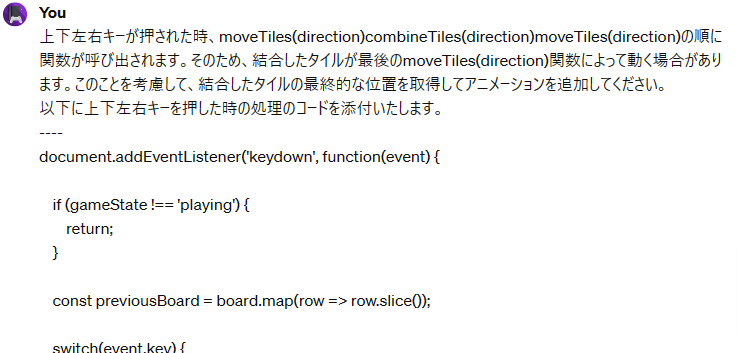 You
上下左右キーが押された時、moveTiles(direction)combineTiles(direction)moveTiles(direction)の順に
関数が呼び出されます。そのため、結合したタイルが最後のmoveTiles(direction)関数によって動く場合があり
ます。このことを考慮して、結合したタイルの最終的な位置を取得してアニメーションを追加してください。
以下に上下左右キーを押した時の処理のコードを添付いたします。
----
document.addEventListener('keydown', function(event) {
if (gameState !== 'playing') {
return;
}
const previousBoard = board.map(row => row.slice());
switch(event.key) {